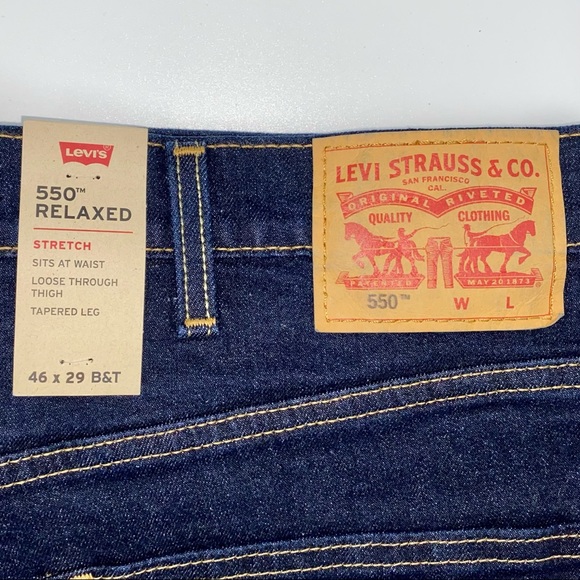 LEVI'S
550™
RELAXED
STRETCH
SITS AT WAIST
LOOSE THROUGH
THIGH
TAPERED LEG
46 x 29 B&T
LEVI STRAUSS & CO.
SAN FRANCISCO
CAL.
ORIGINAL RIVETED
QUALITY CLOTHING
PATENTED MAY 20 1873
550™ W L